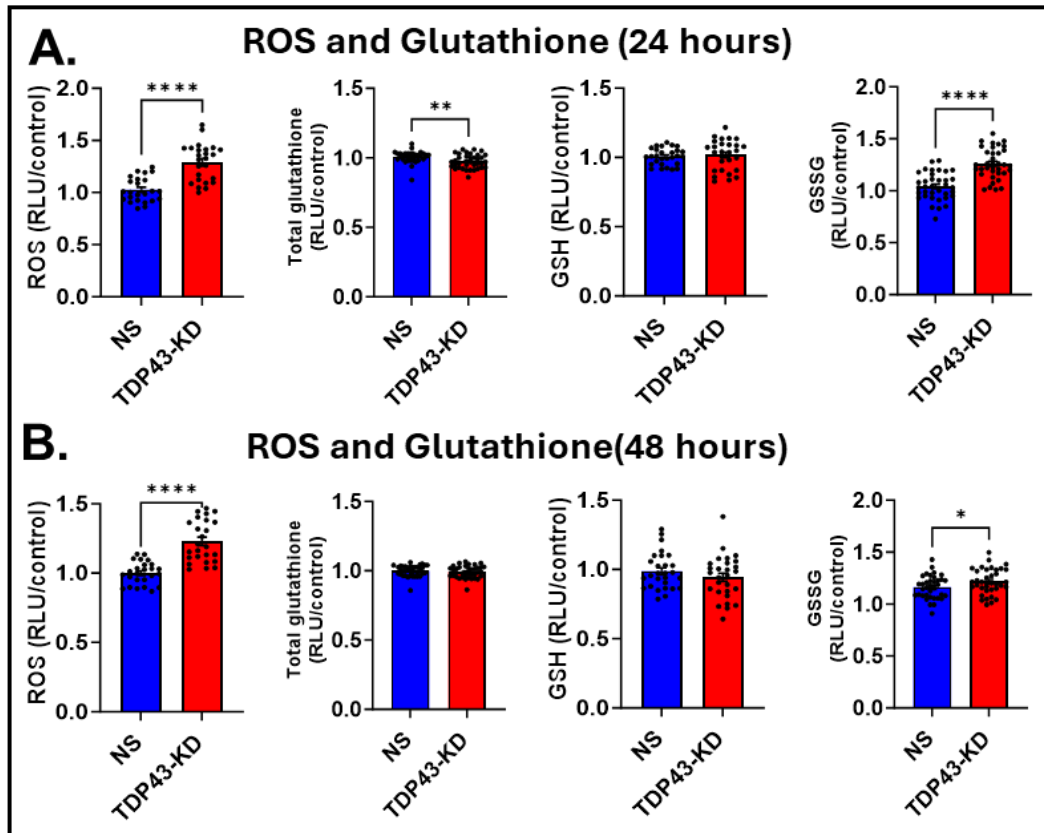 A.
ROS and Glutathione (24 hours)
ROS (RLU/control)
2.0
1.5
1.0
0.5
0.0
****
NS
TDP43-KD
Total glutathione
(RLU/control)
1.5
1.0
0.5
0.0
**
NS
TDP43-KD
GSH (RLU/control)
1.5
1.0
0.5
0.0
NS
TDP43-KD
GSSG
(RLU/control)
2.0
1.5
1.0
0.5
0.0
****
NS
TDP43-KD
B.
ROS and Glutathione(48 hours)
ROS (RLU/control)
1.5
1.0
0.5
0.0
****
NS
TDP43-KD
Total glutathione
(RLU/control)
1.5
1.0
0.5
0.0
NS
TDP43-KD
GSH (RLU/control)
1.5
1.0
0.5
0.0
NS
TDP43-KD
GSSG
(RLU/control)
2.0
1.5
1.0
0.5
0.0
*
NS
TDP43-KD